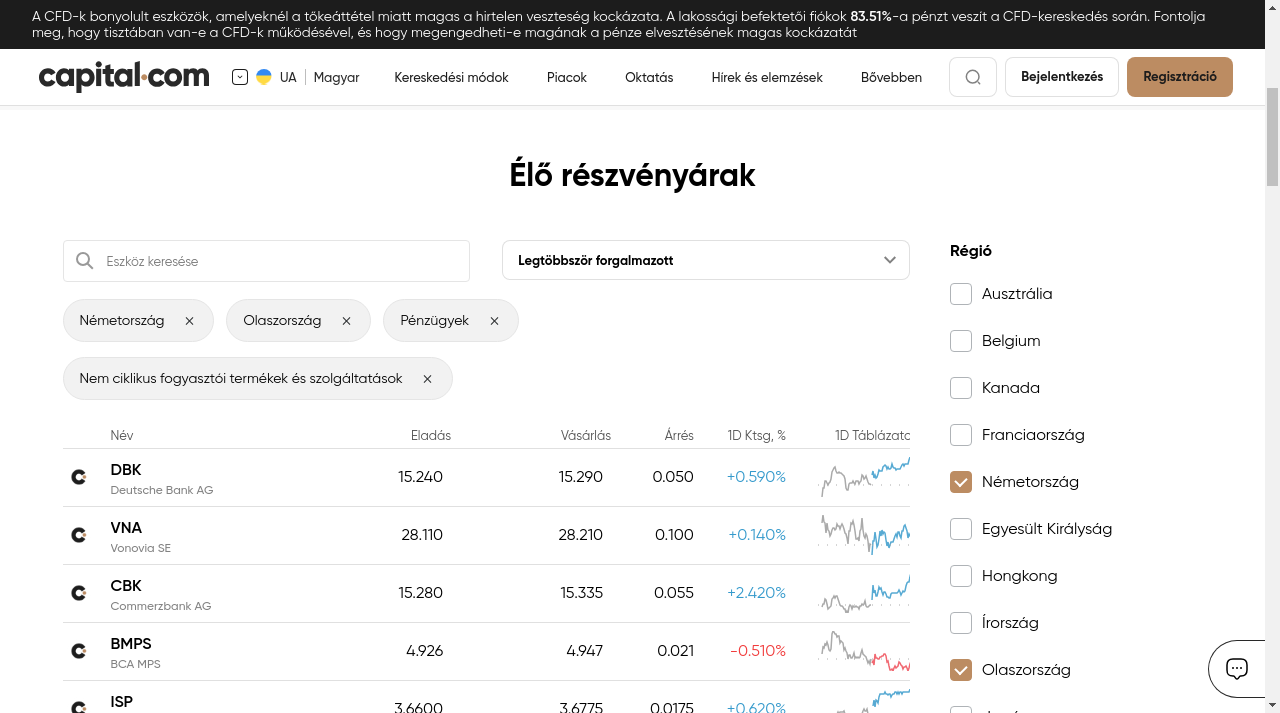 A CFD-k bonyolult eszközök, amelyeknél a tőkeáttétel miatt magas a hirtelen veszteség kockázata. A lakossági befektetői fiókok 83.51%-a pénzt veszít a CFD-kereskedés során. Fontolja
meg, hogy tisztában van-e a CFD-k működésével, és hogy megengedheti-e magának a pénze elvesztésének magas kockázatát
capital.com UA Magyar Kereskedési módok Piacok Oktatás Hírek és elemzések Bővebben Bejelentkezés Regisztráció
Élő részvényárak
Eszköz keresése
Legtöbbször forgalmazott
Németország
Olaszország
Pénzügyek
Nem ciklikus fogyasztói termékek és szolgáltatások
Név Eladás Vásárlás Árrés 1D Ktsg, % 1D Táblázato
DBK 15.240 15.290 0.050 +0.590%
Deutsche Bank AG
VNA 28.110 28.210 0.100 +0.140%
Vonovia SE
CBK 15.280 15.335 0.055 +2.420%
Commerzbank AG
BMPS 4.926 4.947 0.021 -0.510%
BCA MPS
ISP 3.6600 3.6775 0.0175 +0.620%
Régió
Ausztrália
Belgium
Kanada
Franciaország
Németország
Egyesült Királyság
Hongkong
Írország
Olaszország